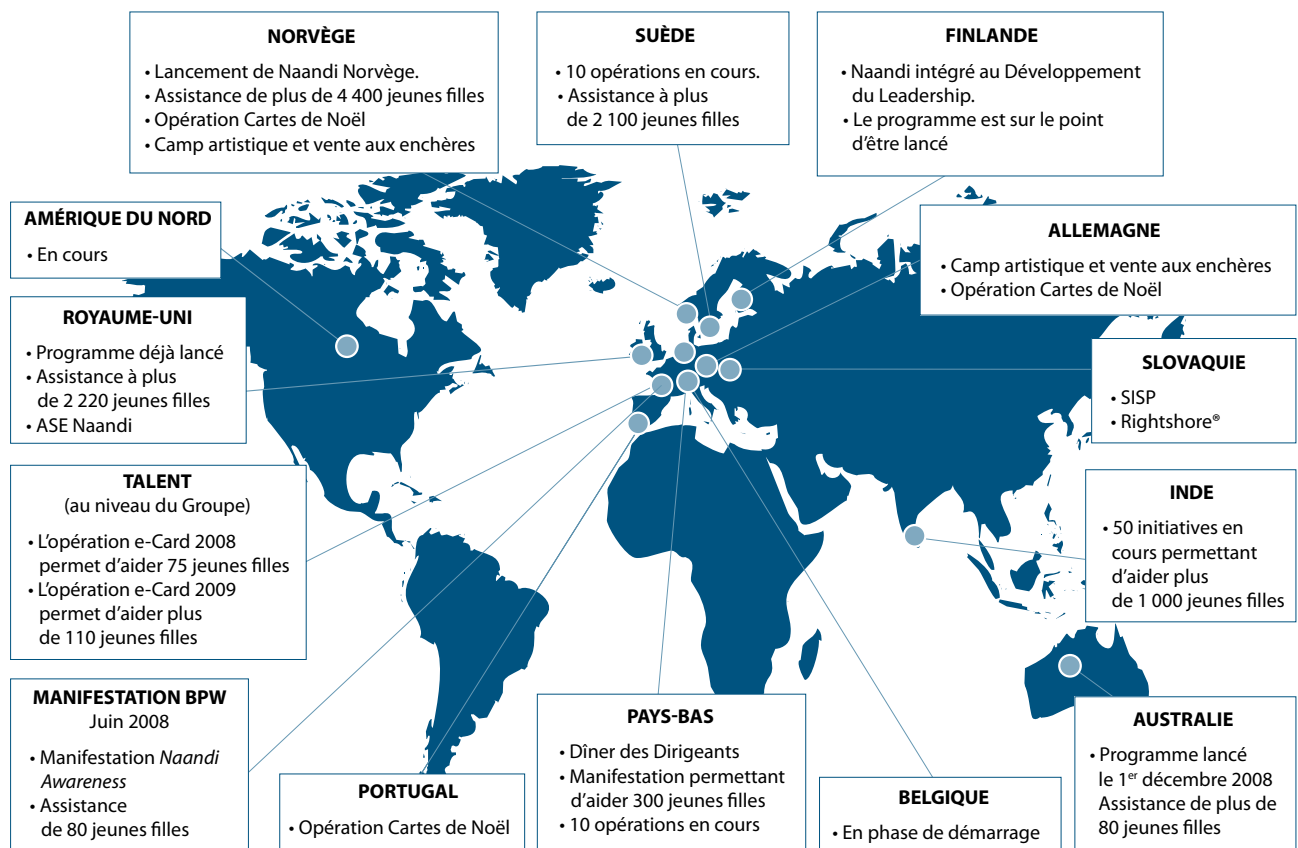 NORVÈGE
• Lancement de Naandi Norvège.
• Assistance de plus de 4 400 jeunes filles
• Opération Cartes de Noël
• Camp artistique et vente aux enchères
SUÈDE
• 10 opérations en cours.
• Assistance à plus
de 2 100 jeunes filles
FINLANDE
• Naandi intégré au Développement
du Leadership.
• Le programme est sur le point
d'être lancé
AMÉRIQUE DU NORD
• En cours
ALLEMAGNE
• Camp artistique et vente aux enchères
• Opération Cartes de Noël
ROYAUME-UNI
• Programme déjà lancé
• Assistance à plus
de 2 220 jeunes filles
• ASE Naandi
SLOVAQUIE
• SISP
• Rightshore®
TALENT
(au niveau du Groupe)
• L'opération e-Card 2008
permet d'aider 75 jeunes filles
• L'opération e-Card 2009
permet d'aider plus
de 110 jeunes filles
INDE
• 50 initiatives en
cours permettant
d'aider plus
de 1 000 jeunes filles
MANIFESTATION BPW
Juin 2008
• Manifestation Naandi
Awareness
• Assistance
de 80 jeunes filles
PORTUGAL
• Opération Cartes de Noël
PAYS-BAS
• Dîner des Dirigeants
• Manifestation permettant
d'aider 300 jeunes filles
• 10 opérations en cours
BELGIQUE
• En phase de démarrage
AUSTRALIE
• Programme lancé
le 1er décembre 2008
Assistance de plus de
80 jeunes filles